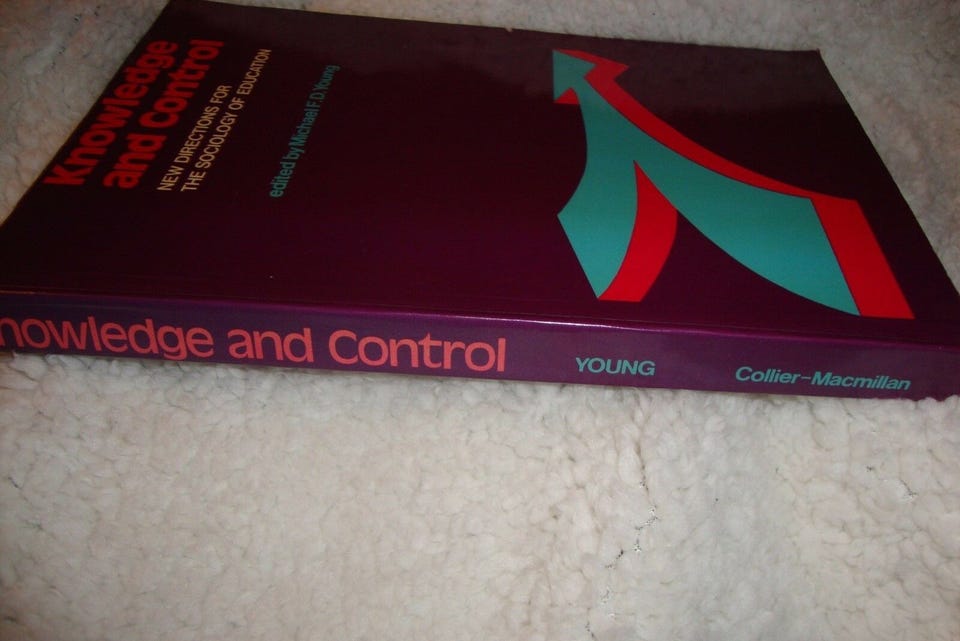 Knowledge
and control
NEW DIRECTIONS FOR
THE SOCIOLOGY OF EDUCATION
edited by Michael F.D. Young
nowledge and Control
YOUNG
Collier-Macmillan